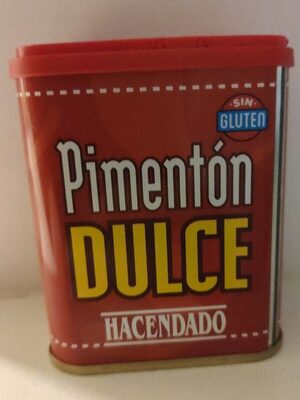 SIN
GLUTEN
Pimentón
DULCE
HACENDADO